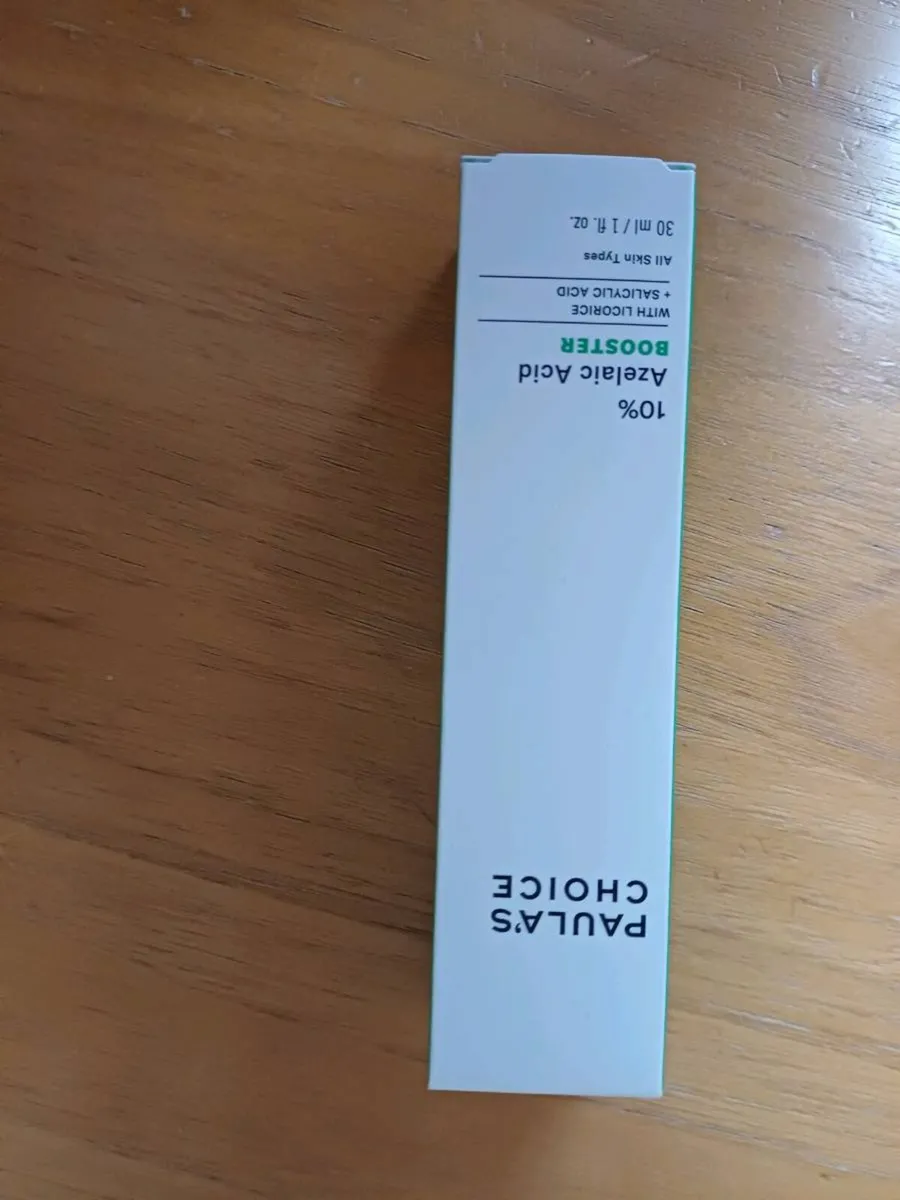 PAULA'S
CHOICE
10%
Azelaic Acid
BOOSTER
WITH LICORICE
+ SALICYLIC ACID
All Skin Types
30 ml / 1 fl. oz.